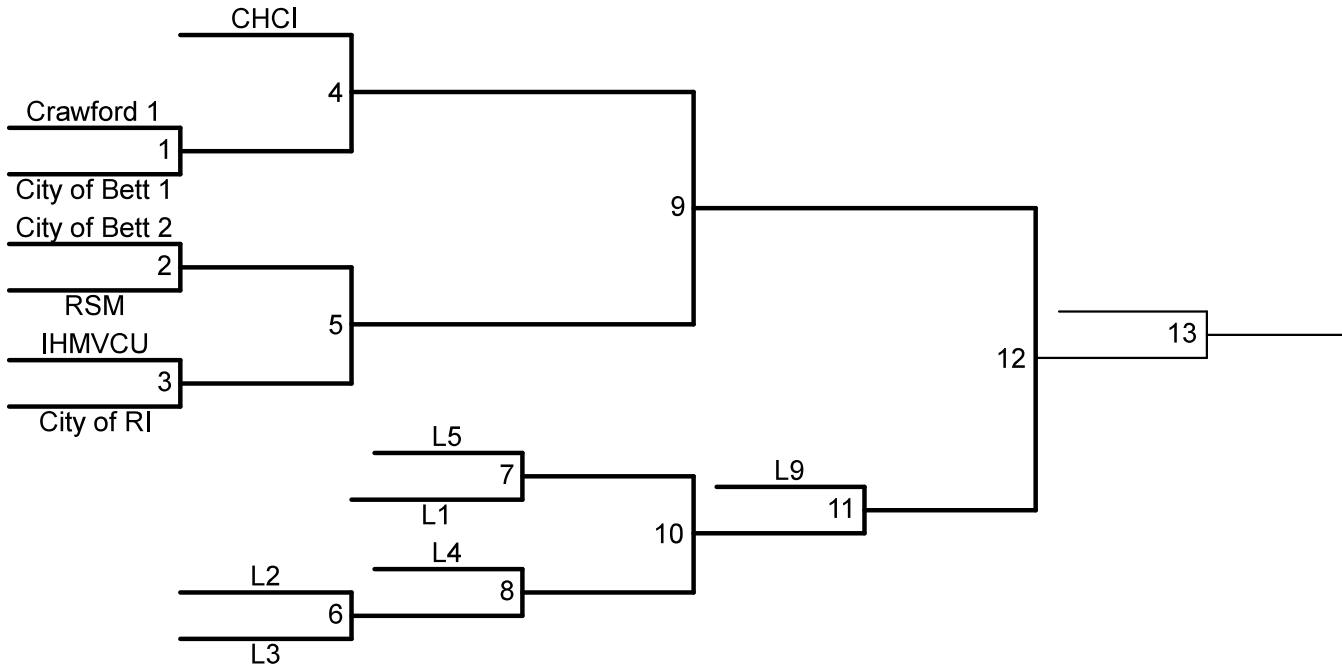 CHCI
4
Crawford 1
1
City of Bett 1
9
City of Bett 2
2
RSM
5
IHMVCU
3
City of RI
13
12
L5
7
L1
L9
11
10
L4
8
L2
6
L3